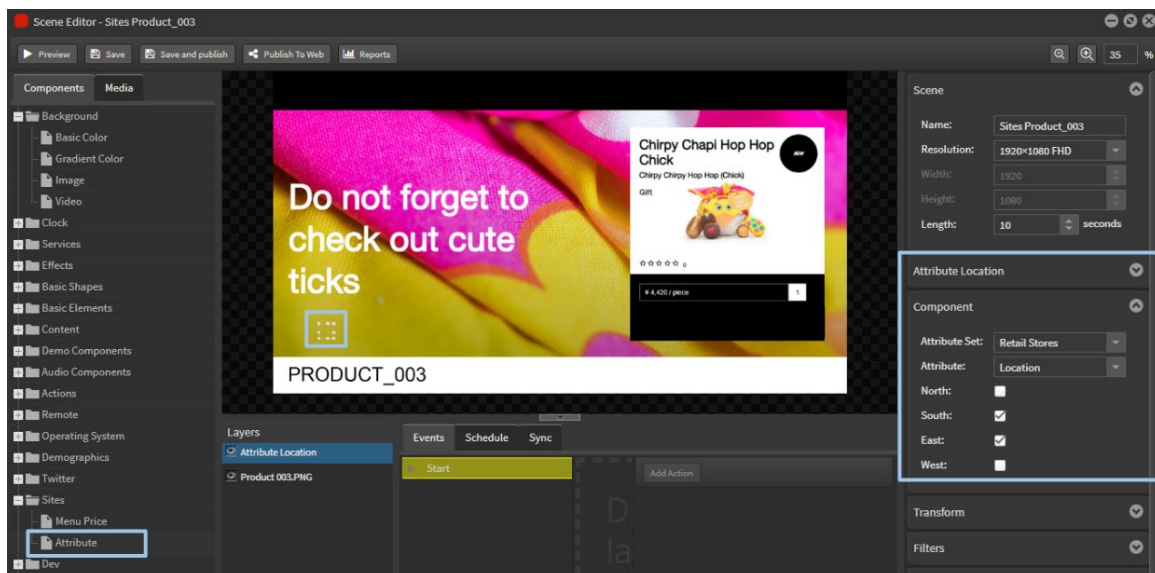 Scene Editor - Sites Product_003
Preview
Save
Save and publish
Publish To Web
Reports
35
%
Components
Media
Background
Basic Color
Gradient Color
Image
Video
Clock
Services
Effects
Basic Shapes
Basic Elements
Content
Demo Components
Audio Components
Actions
Remote
Operating System
Demographics
Twitter
Sites
Menu Price
Attribute
Dev
Do not forget to
check out cute
ticks
Chirpy Chapi Hop Hop
Chick
NEW
Chirpy Chirpy Hop Hop (Chick)
Gift
0
¥ 4,420 / piece
1
PRODUCT_003
Layers
Attribute Location
Product 003.PNG
Events
Schedule
Sync
Start
D
la
Add Action
Scene
Name:
Sites Product_003
Resolution:
1920×1080 FHD
Width:
1920
Height:
1080
Length:
10
seconds
Attribute Location
Component
Attribute Set:
Retail Stores
Attribute:
Location
North:
South:
East:
West:
Transform
Filters